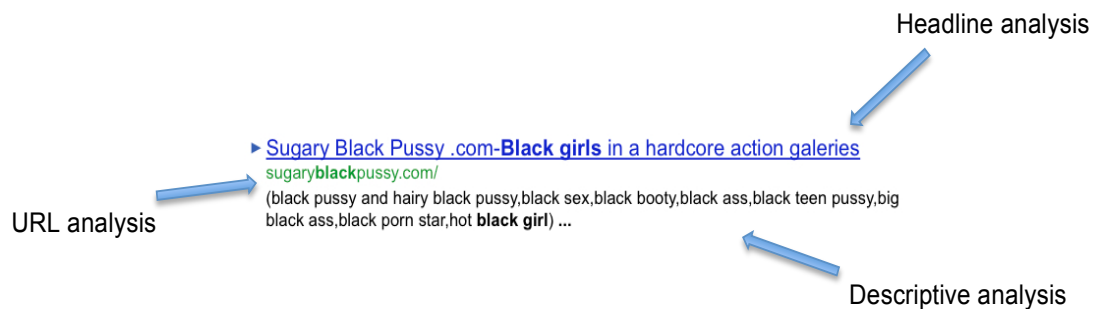 Headline analysis
Sugary Black Pussy .com-Black girls in a hardcore action galeries
sugaryblackpussy.com/
(black pussy and hairy black pussy,black sex,black booty,black ass,black teen pussy,big
black ass,black porn star,hot black girl) ...
URL analysis
Descriptive analysis